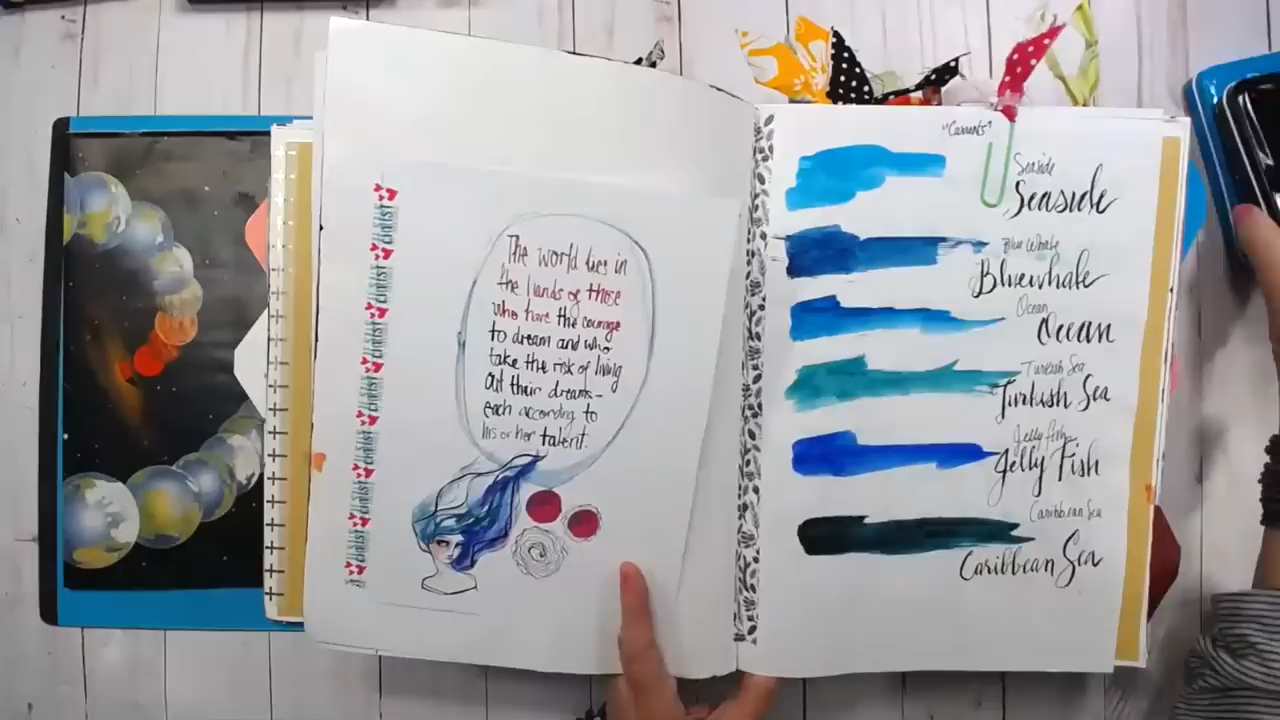 The world lies in
the hands of those
who have the courage
to dream and who
take the risk of living
out their dreams-
each according to
his or her talent.
"Currents"
Seaside
Seaside
Blue Whale
Bluewhale
Ocean
Ocean
Turkish Sea
Turkish Sea
Jelly Fish
Jelly Fish
Caribbean Sea
Caribbean Sea